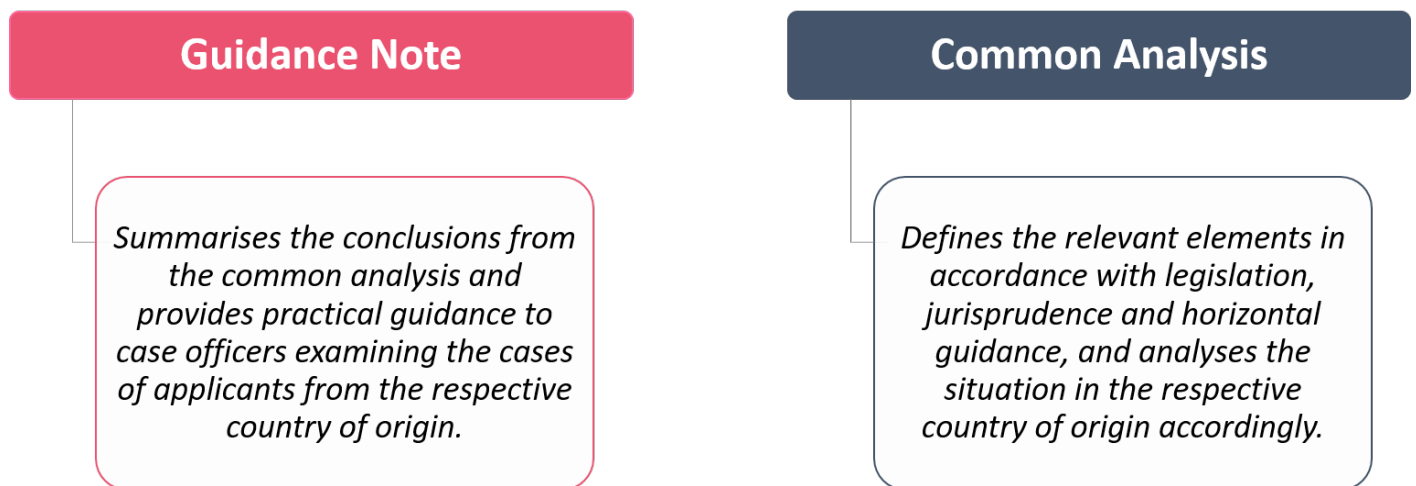 Guidance Note
Summarises the conclusions from
the common analysis and
provides practical guidance to
case officers examining the cases
of applicants from the respective
country of origin.
Common Analysis
Defines the relevant elements in
accordance with legislation,
jurisprudence and horizontal
guidance, and analyses the
situation in the respective
country of origin accordingly.